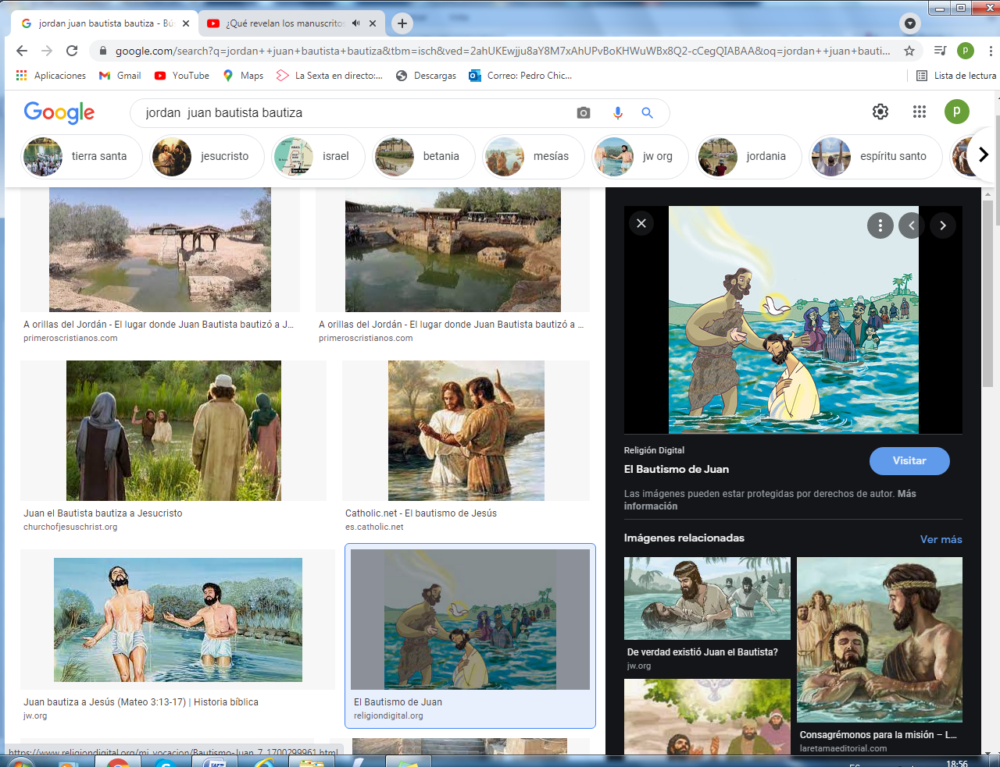 jordan juan bautista bautiza - Bú
¿Qué revelan los manuscritos
google.com/search?q=jordan++juan+bautista+bautiza&tbm=isch&ved=2ahUKEwjju8aY8M7xAhUPvBoKHWuWBx8Q2-cCegQIABAA&oq=jordan++juan+bauti...
p
Aplicaciones
Gmail
YouTube
Maps
La Sexta en directo:...
Descargas
Correo: Pedro Chic...
Lista de lectura
Google
jordan  juan bautista bautiza
p
tierra santa
jesucristo
israel
betania
mesías
jw org
jordania
espíritu santo
A orillas del Jordán - El lugar donde Juan Bautista bautizó a J...
primeroscristianos.com
A orillas del Jordán - El lugar donde Juan Bautista bautizó a ...
primeroscristianos.com
Juan el Bautista bautiza a Jesucristo
churchofjesuschrist.org
Catholic.net - El bautismo de Jesús
es.catholic.net
Juan bautiza a Jesús (Mateo 3:13-17) | Historia bíblica
jw.org
El Bautismo de Juan
religiondigital.org
Religión Digital
El Bautismo de Juan
Visitar
Las imágenes pueden estar protegidas por derechos de autor. Más
información
Imágenes relacionadas
Ver más
De verdad existió Juan el Bautista?
jw.org
Consagrémonos para la misión – L...
laretamaeditorial.com
https://www.religiondigital.org/mi_vocacion/Bautismo-Juan_7_1700299961.html
ES
18:56